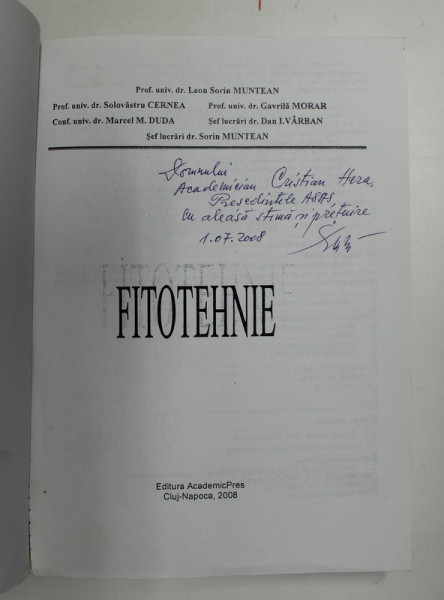 Prof. univ. dr. Leon Sorin MUNTEAN
Prof. univ. dr. Solovăstru CERNEA Prof. univ. dr. Gavrilă MORAR
Conf. univ. dr. Marcel M. DUDA Şef lucrări dr. Dan I.VÂRBAN
Şef lucrări dr. Sorin MUNTEAN
Domnului
Academician Cristian Hera,
Presedintele ASAS,
cu aleasă stimă și prețuire
1.07.2008
FITOTEHNIE
Editura AcademicPres
Cluj-Napoca, 2008